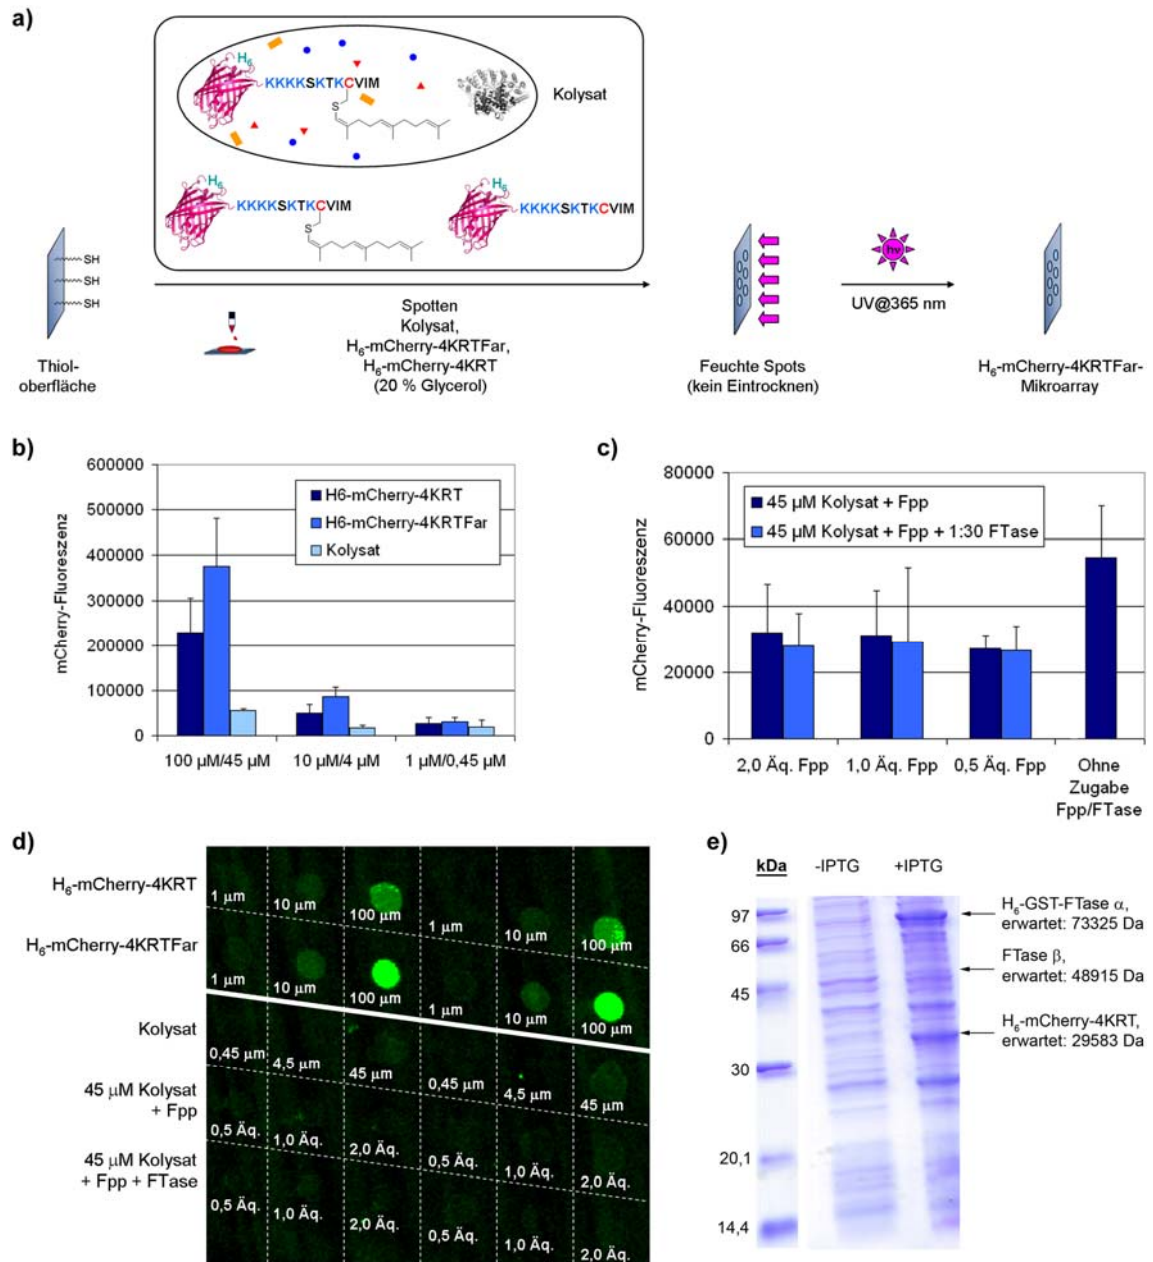 a)
H6
KKKKSKTKCVIM
S
Kolysat
H6
KKKKSKTKCVIM
S
H6
KKKKSKTKCVIM
SH
SH
SH
Thiol-
oberfläche
Spotten
Kolysat,
H6-mCherry-4KRTFar,
H6-mCherry-4KRT
(20 % Glycerol)
Feuchte Spots
(kein Eintrocknen)
hν
UV@365 nm
H6-mCherry-4KRTFar-
Mikroarray
b)
mCherry-Fluoreszenz
600000
500000
400000
300000
200000
100000
0
H6-mCherry-4KRT
H6-mCherry-4KRTFar
Kolysat
100 µM/45 µM
10 µM/4 µM
1 µM/0,45 µM
c)
mCherry-Fluoreszenz
80000
60000
40000
20000
0
45 µM Kolysat + Fpp
45 µM Kolysat + Fpp + 1:30 FTase
2,0 Äq. Fpp
1,0 Äq. Fpp
0,5 Äq. Fpp
Ohne
Zugabe
Fpp/FTase
d)
H6-mCherry-4KRT
1 µm 10 µm 100 µm 1 µm 10 µm 100 µm
H6-mCherry-4KRTFar
1 µm 10 µm 100 µm 1 µm 10 µm 100 µm
Kolysat
0,45 µm 4,5 µm 45 µm 0,45 µm 4,5 µm 45 µm
45 µM Kolysat
+ Fpp
0,5 Äq. 1,0 Äq. 2,0 Äq. 0,5 Äq. 1,0 Äq. 2,0 Äq.
45 µM Kolysat
+ Fpp + FTase
0,5 Äq. 1,0 Äq. 2,0 Äq. 0,5 Äq. 1,0 Äq. 2,0 Äq.
e)
kDa
-IPTG
+IPTG
97
66
45
30
20,1
14,4
H6-GST-FTase α,
erwartet: 73325 Da
FTase β,
erwartet: 48915 Da
H6-mCherry-4KRT,
erwartet: 29583 Da